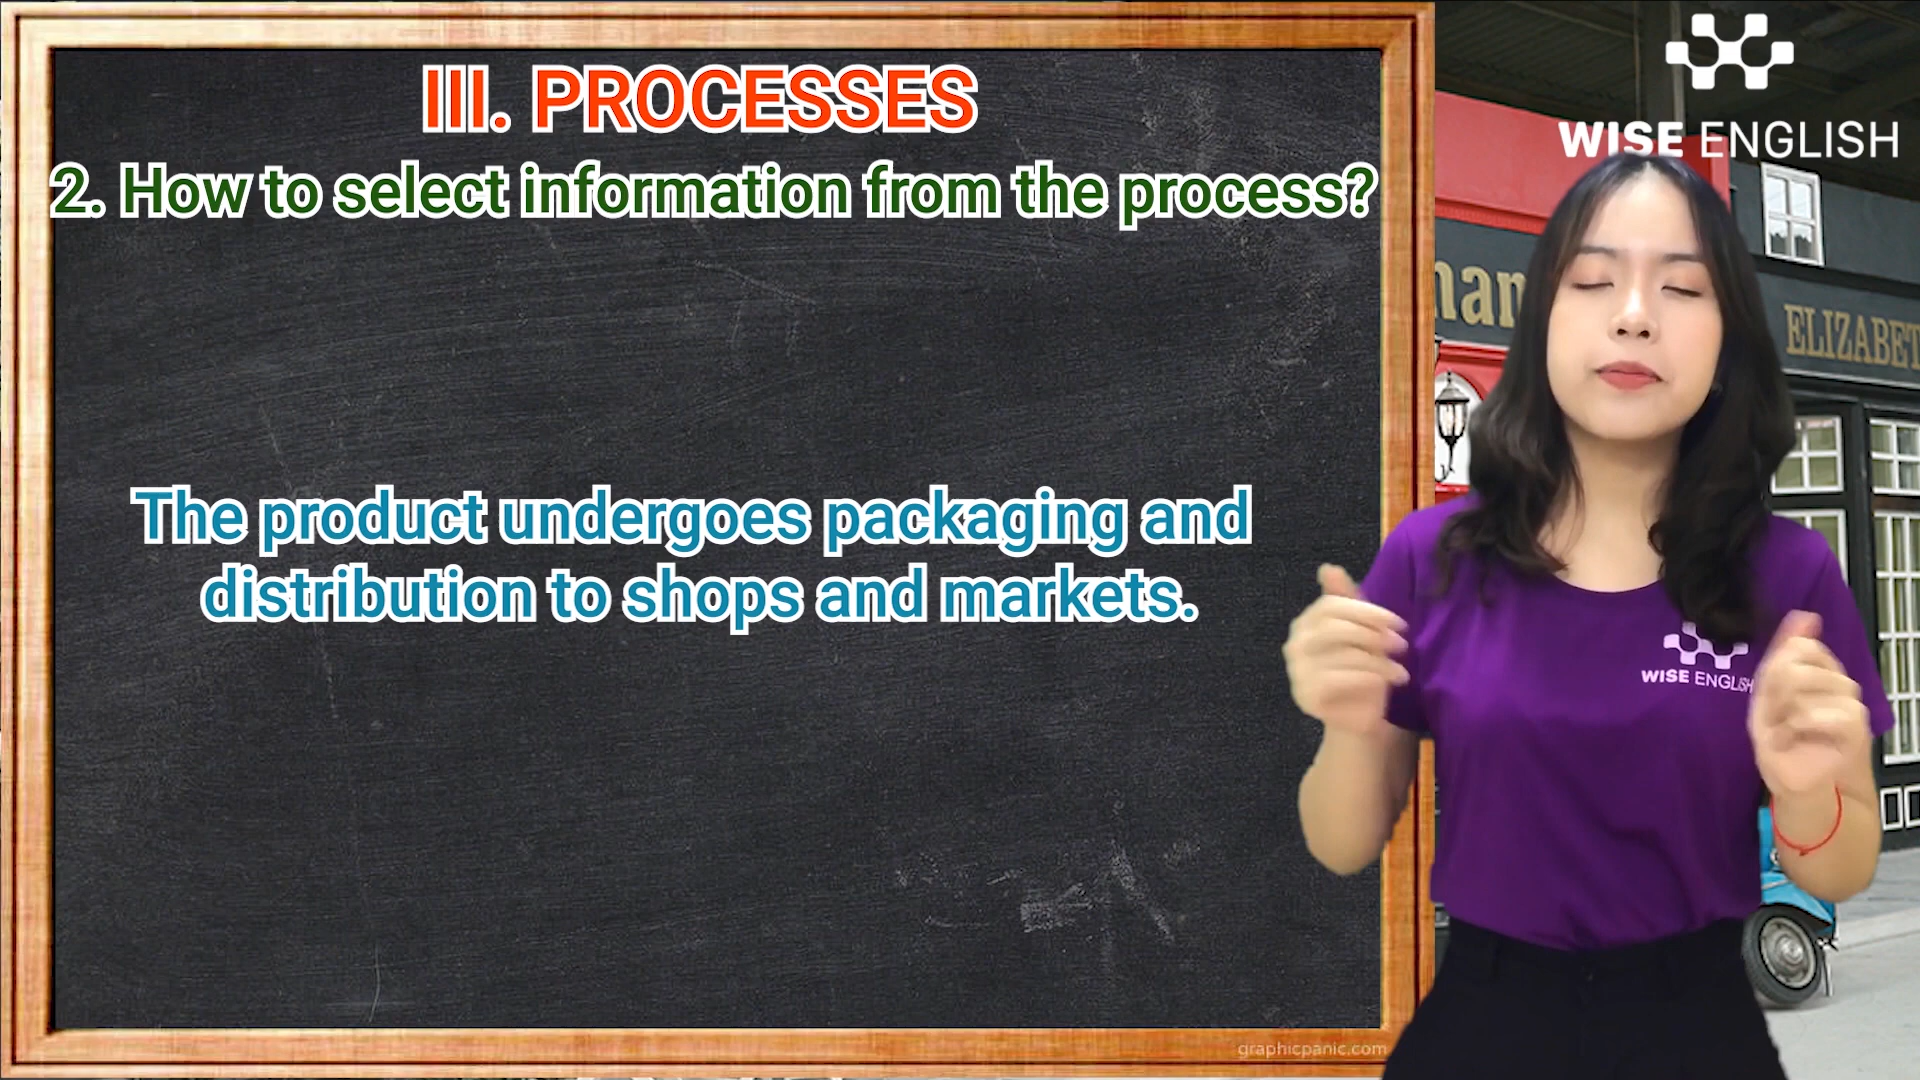 III. PROCESSES
2. How to select information from the process?
The product undergoes packaging and
distribution to shops and markets.
WISE ENGLISH
nan
ELIZABET
WISE ENGLISH
graphicpanic.com